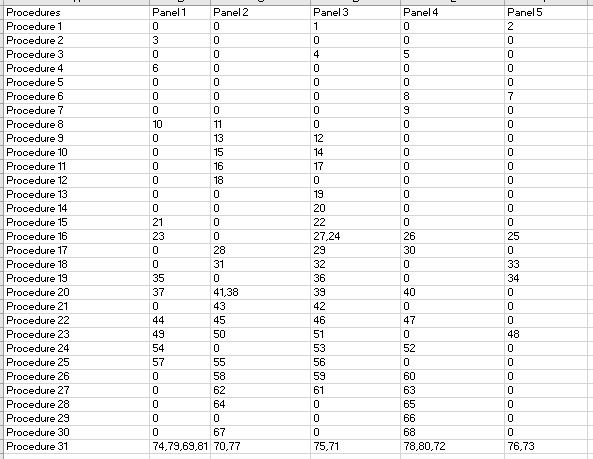 Procedures Panel 1 Panel 2 Panel 3 Panel 4 Panel 5
Procedure 1 0 0 1 0 2
Procedure 2 3 0 0 0 0
Procedure 3 0 0 4 5 0
Procedure 4 6 0 0 0 0
Procedure 5 0 0 0 0 0
Procedure 6 0 0 0 8 7
Procedure 7 0 0 0 9 0
Procedure 8 10 11 0 0 0
Procedure 9 0 13 12 0 0
Procedure 10 0 15 14 0 0
Procedure 11 0 16 17 0 0
Procedure 12 0 18 0 0 0
Procedure 13 0 0 19 0 0
Procedure 14 0 0 20 0 0
Procedure 15 21 0 22 0 0
Procedure 16 23 0 27,24 26 25
Procedure 17 0 28 29 30 0
Procedure 18 0 31 32 0 33
Procedure 19 35 0 36 0 34
Procedure 20 37 41,38 39 40 0
Procedure 21 0 43 42 0 0
Procedure 22 44 45 46 47 0
Procedure 23 49 50 51 0 48
Procedure 24 54 0 53 52 0
Procedure 25 57 55 56 0 0
Procedure 26 0 58 59 60 0
Procedure 27 0 62 61 63 0
Procedure 28 0 64 0 65 0
Procedure 29 0 0 0 66 0
Procedure 30 0 67 0 68 0
Procedure 31 74,79,69,81 70,77 75,71 78,80,72 76,73